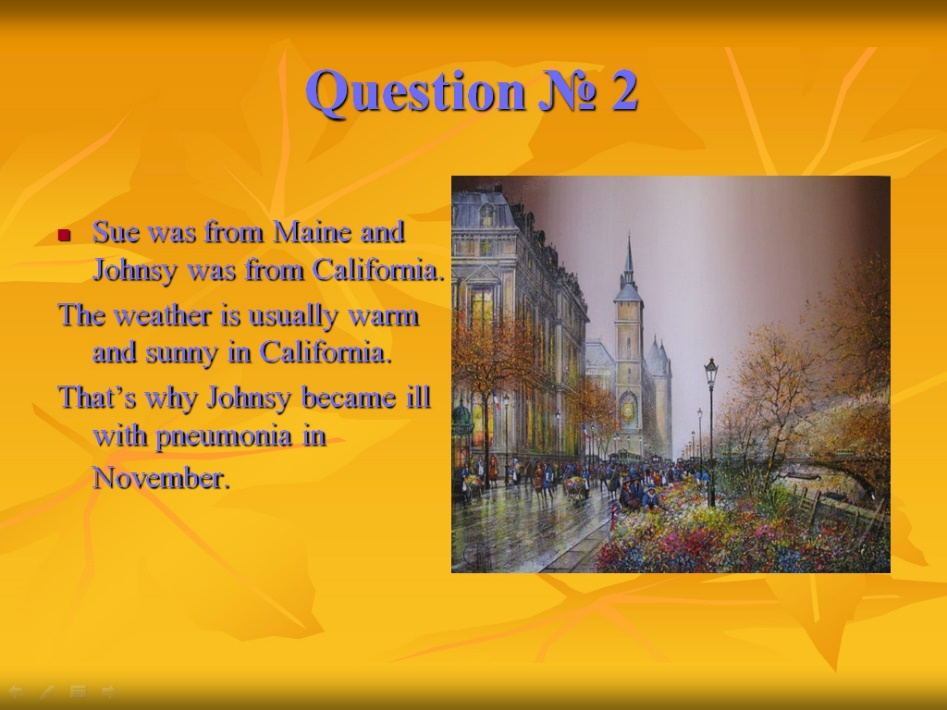 Question № 2
Sue was from Maine and
Johnsy was from California.
The weather is usually warm
and sunny in California.
That’s why Johnsy became ill
with pneumonia in
November.